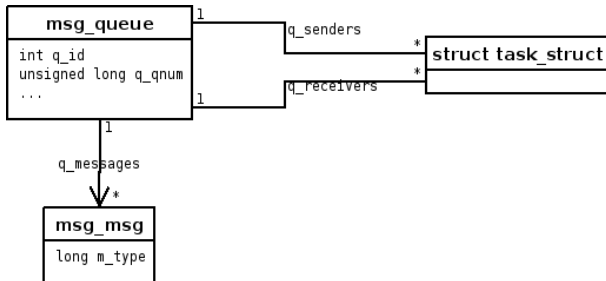 msg_queue
int q_id
unsigned long q_qnum
...
1
q_senders
*
struct task_struct
1
q_receivers
*
1
q_messages
*
msg_msg
long m_type